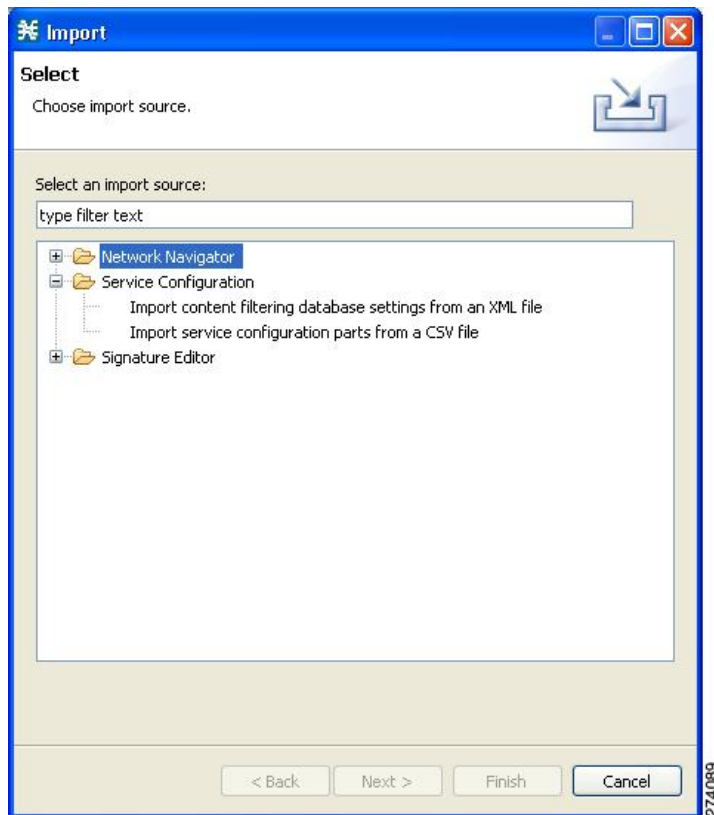 Import
Select
Choose import source.
Select an import source:
type filter text
Network Navigator
Service Configuration
Import content filtering database settings from an XML file
Import service configuration parts from a CSV file
Signature Editor
< Back
Next >
Finish
Cancel
274089